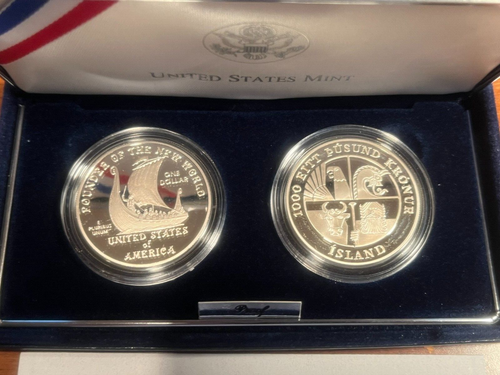 UNITED STATES MINT
FOUNDER OF THE NEW WORLD
ONE
DOLLAR
E
PLURIBUS
UNUM
UNITED STATES
of
AMERICA
1000 EITT ÞÚSUND KRÓNUR
ÍSLAND
Proof